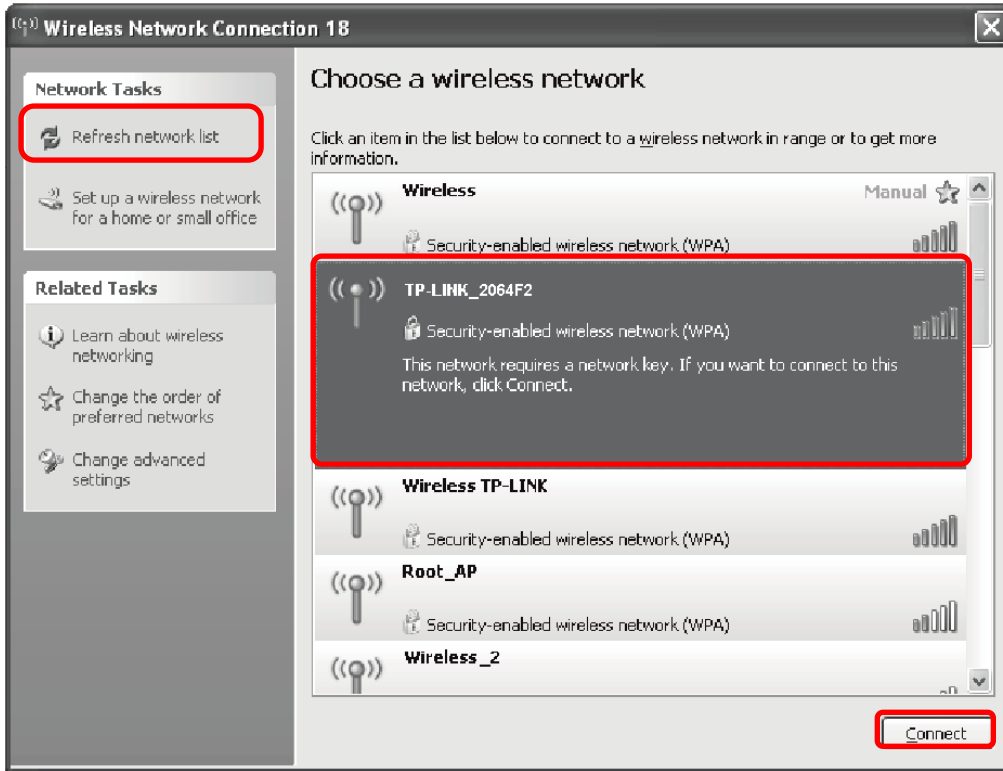 Wireless Network Connection 18
Network Tasks
Refresh network list
Set up a wireless network
for a home or small office
Related Tasks
Learn about wireless
networking
Change the order of
preferred networks
Change advanced
settings
Choose a wireless network
Click an item in the list below to connect to a wireless network in range or to get more
information.
Wireless
Manual
Security-enabled wireless network (WPA)
TP-LINK_2064F2
Security-enabled wireless network (WPA)
This network requires a network key. If you want to connect to this
network, click Connect.
Wireless TP-LINK
Security-enabled wireless network (WPA)
Root_AP
Security-enabled wireless network (WPA)
Wireless_2
Connect